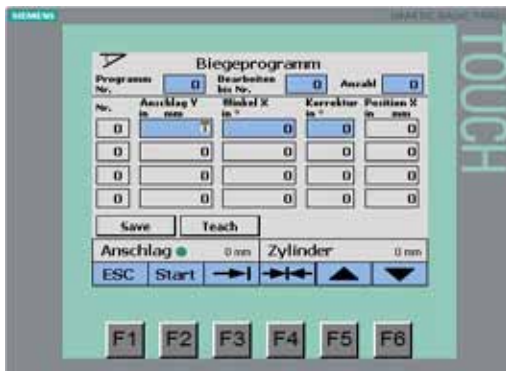 SIEMENS
SIMATIC BASIC PANEL
TOUCH
Biegeprogramm
Programm Nr. 0 Bearbeiten bis Nr. 0 Anzahl 0
Nr. Anschlag Y in mm Winkel X in ° Korrektur in ° Position X in mm
0 0 0 0
0 0 0 0 0
0 0 0 0 0
0 0 0 0 0
Save Teach
Anschlag 0 mm Zylinder 0 mm
ESC Start
F1 F2 F3 F4 F5 F6